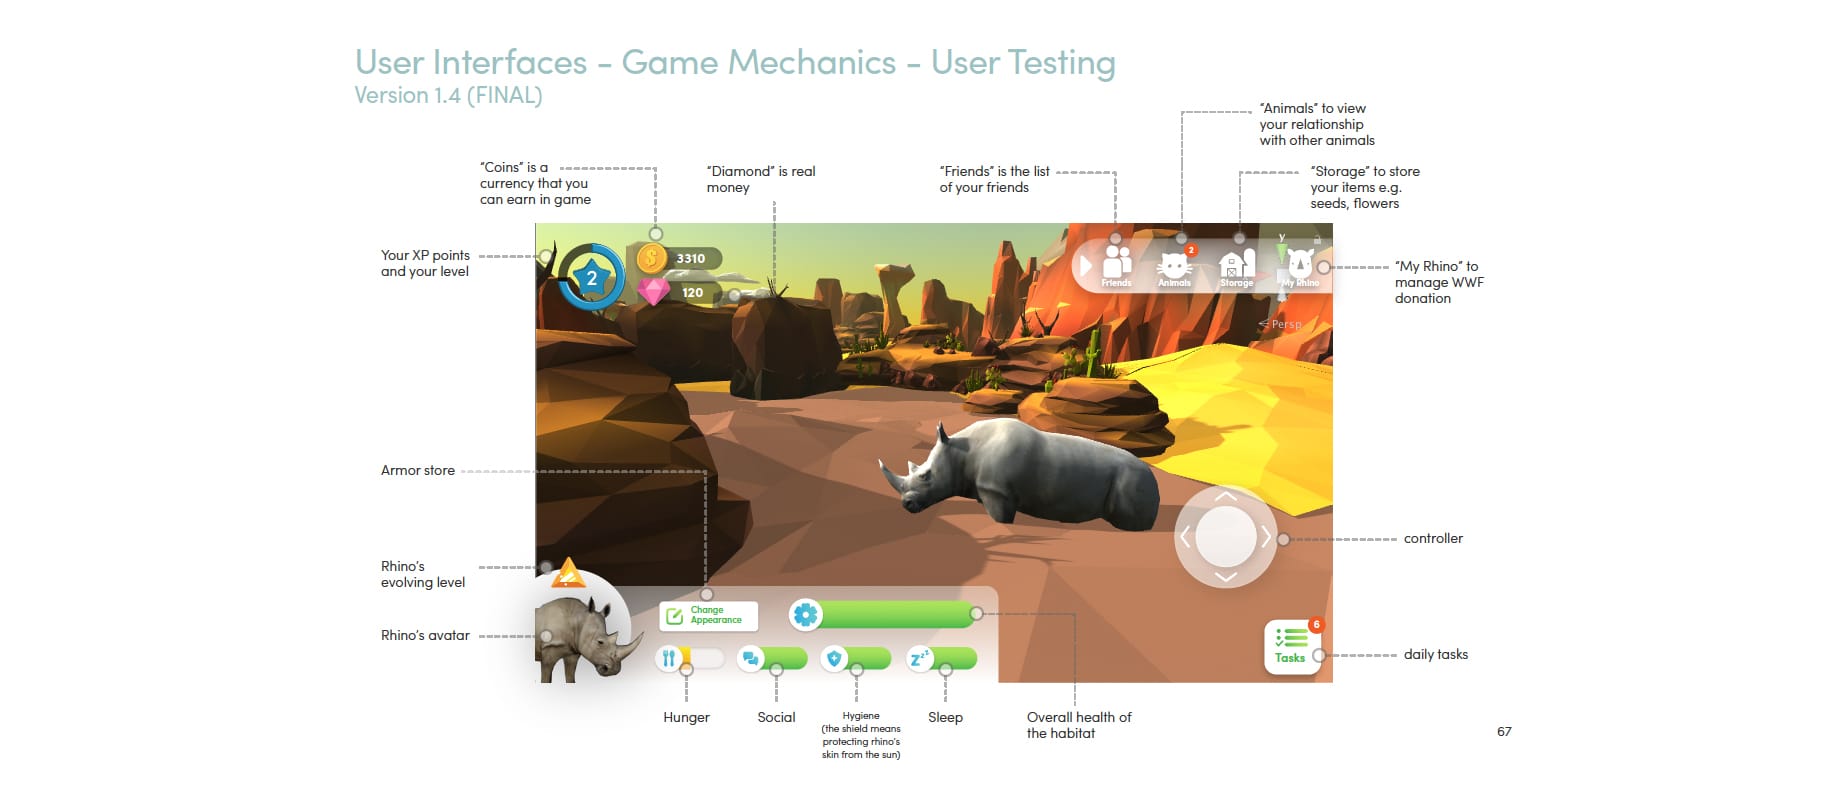 User Interfaces - Game Mechanics - User Testing
Version 1.4 (FINAL)
“Animals” to view
your relationship
with other animals
“Coins” is a
currency that you
can earn in game
“Diamond” is real
money
“Friends” is the list
of your friends
“Storage” to store
your items e.g.
seeds, flowers
Your XP points
and your level
2
3310
120
Friends
2
Animals
Storage
y
My Rhino
“My Rhino” to
manage WWF
donation
Persp
Armor store
controller
Rhino’s
evolving level
Change
Appearance
Rhino’s avatar
zzz
6
Tasks
daily tasks
Hunger
Social
Hygiene
(the shield means
protecting rhino’s
skin from the sun)
Sleep
Overall health of
the habitat
67